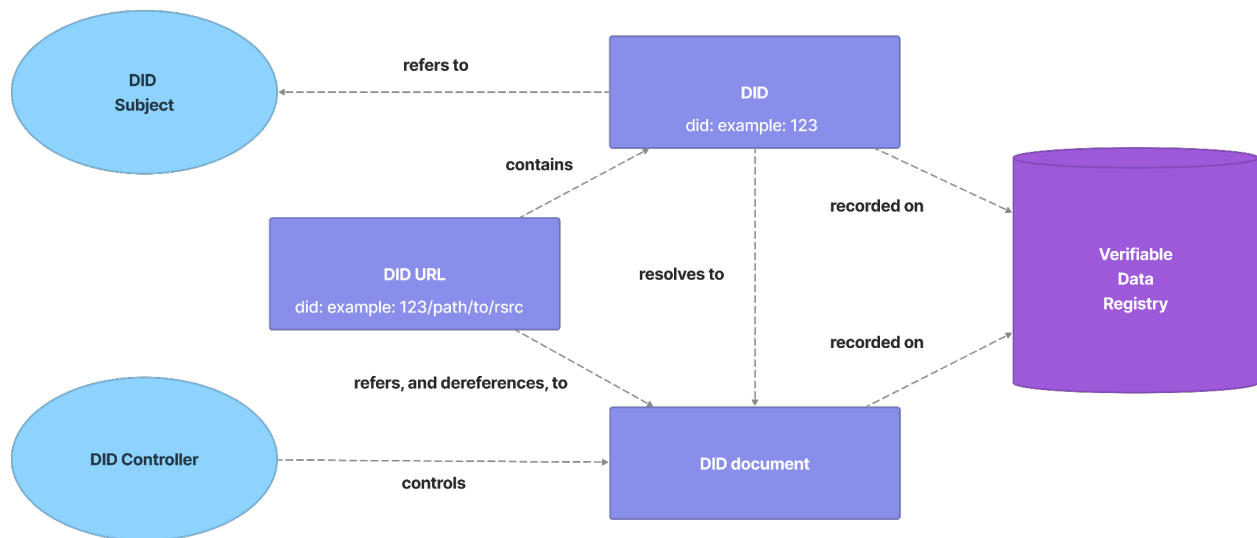 DID
Subject
refers to
DID
did: example: 123
contains
recorded on
DID URL
did: example: 123/path/to/rsrc
resolves to
Verifiable
Data
Registry
recorded on
refers, and dereferences, to
DID Controller
controls
DID document